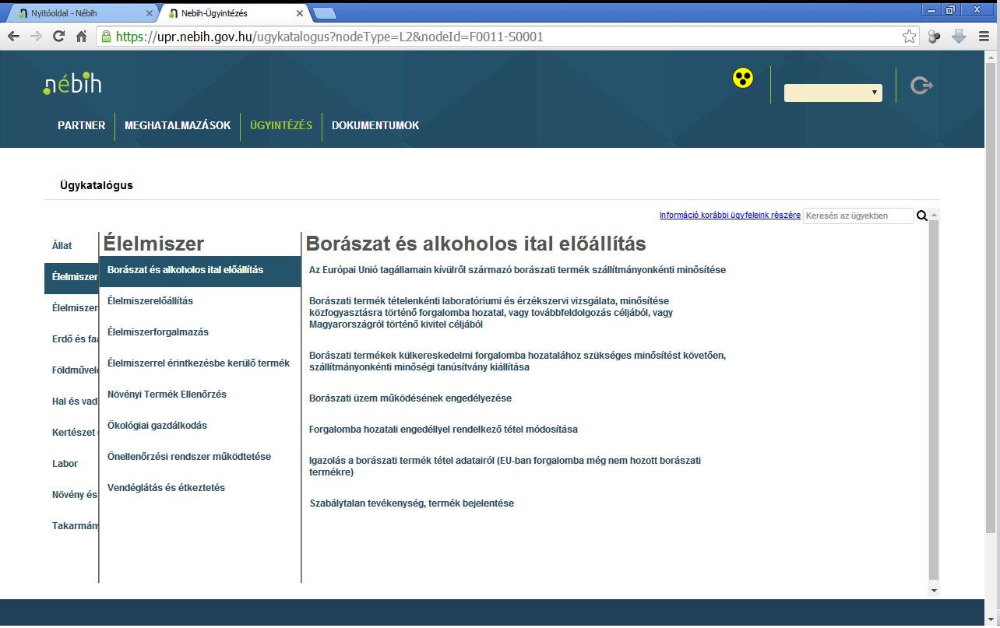 Nyitóoldal - Nébih
Nebih-Ügyintézés
https://upr.nebih.gov.hu/ugykatalogus?nodeType=L2&nodeId=F0011-S0001
nébih
PARTNER
MEGHATALMAZÁSOK
ÜGYINTÉZÉS
DOKUMENTUMOK
Ügykatalógus
Információ korábbi ügyfeleink részére
Keresés az ügyekben
Állat
Élelmiszer
Élelmiszer
Erdő és fa
Földművel
Hal és vad
Kertészet
Labor
Növény és
Takarmán
Élelmiszer
Borászat és alkoholos ital előállítás
Élelmiszerelőállítás
Élelmiszerforgalmazás
Élelmiszerrel érintkezésbe kerülő termék
Növényi Termék Ellenőrzés
Ökológiai gazdálkodás
Önellenőrzési rendszer működtetése
Vendéglátás és étkeztetés
Borászat és alkoholos ital előállítás
Az Európai Unió tagállamain kívülről származó borászati termék szállítmányonkénti minősítése
Borászati termék tételenkénti laboratóriumi és érzékszervi vizsgálata, minősítése
közfogyasztásra történő forgalomba hozatal, vagy továbbfeldolgozás céljából, vagy
Magyarországról történő kivitel céljából
Borászati termékek külkereskedelmi forgalomba hozatalához szükséges minősítést követően,
szállítmányonkénti minőségi tanúsítvány kiállítása
Borászati üzem működésének engedélyezése
Forgalomba hozatali engedéllyel rendelkező tétel módosítása
Igazolás a borászati termék tétel adatairól (EU-ban forgalomba még nem hozott borászati
termékre)
Szabálytalan tevékenység, termék bejelentése